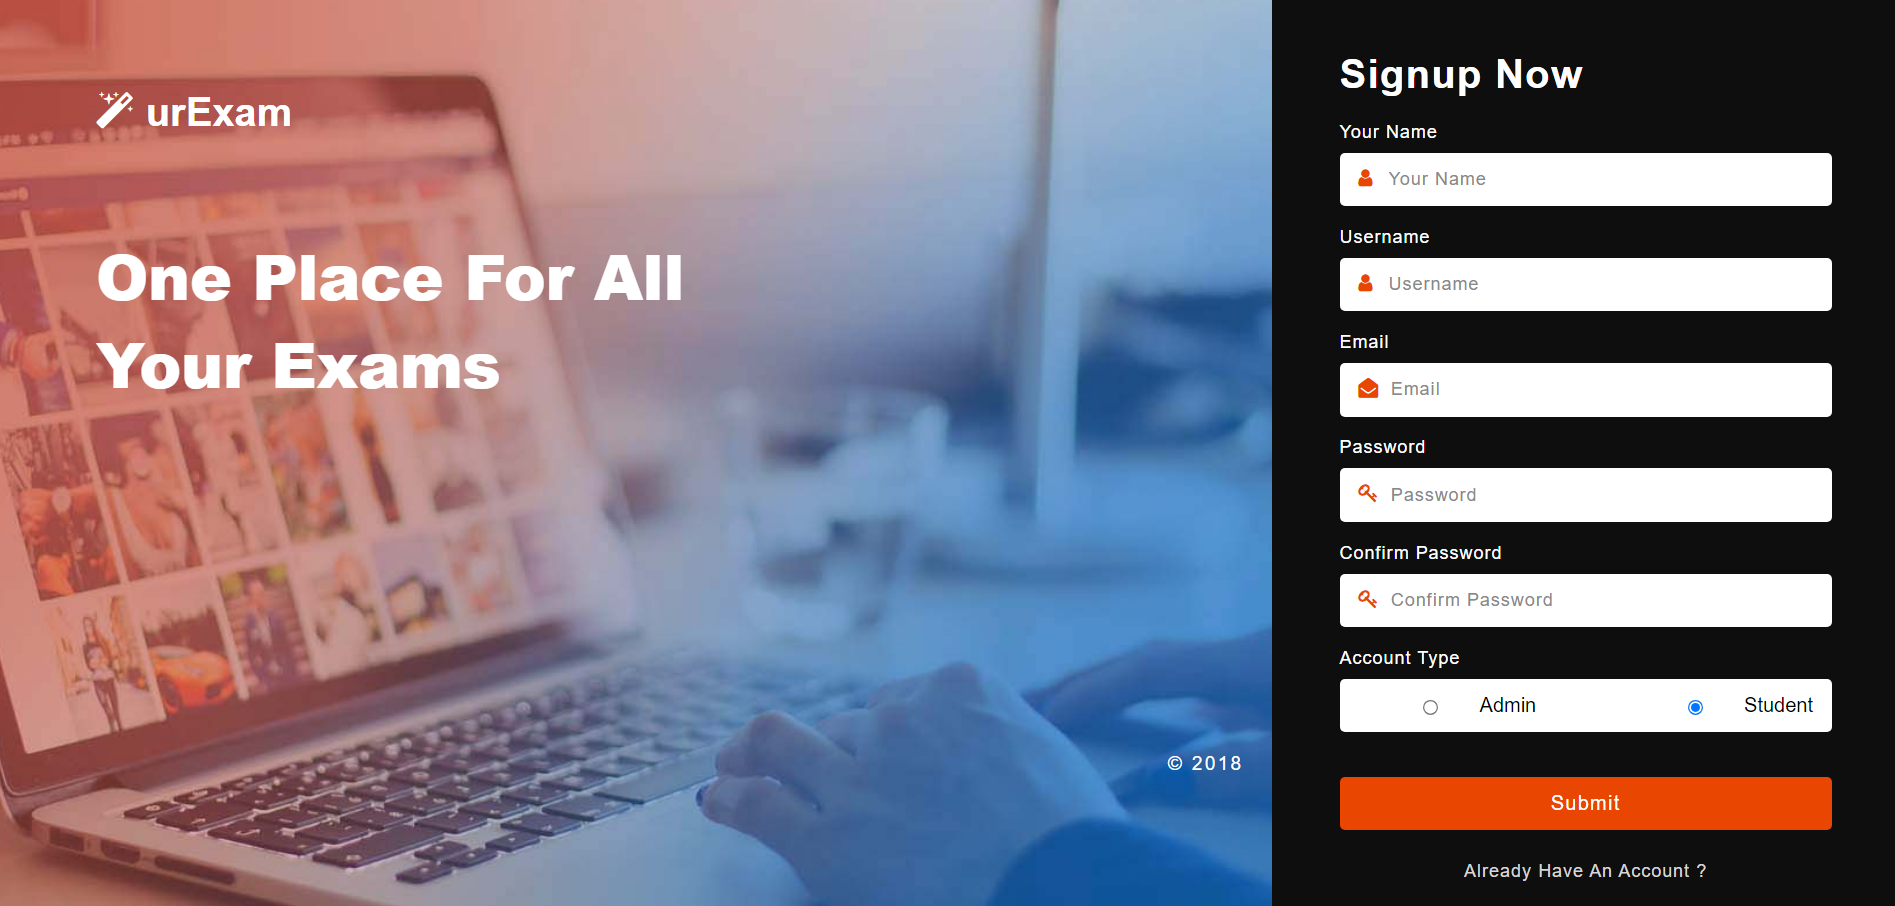 urExam
One Place For All
Your Exams
© 2018
Signup Now
Your Name
Your Name
Username
Username
Email
Email
Password
Password
Confirm Password
Confirm Password
Account Type
Admin Student
Submit
Already Have An Account ?